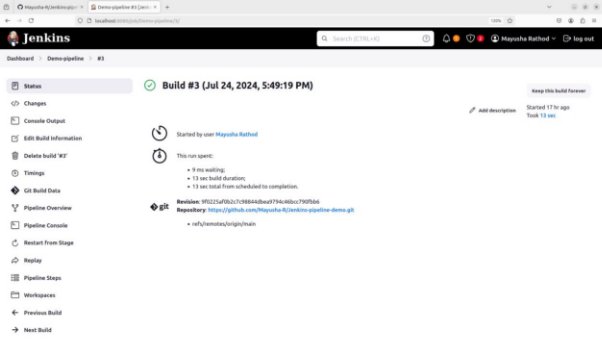 Mayusha-R/Jenkins-pipeline-d
Demo-pipeline #3 [Jenkins]
localhost:8080/job/Demo-pipeline/3/
120%
Jenkins
Search (CTRL+K)
Mayusha Rathod
log out
Dashboard > Demo-pipeline > #3
Status
Changes
Console Output
Edit Build Information
Delete build '#3'
Timings
Git Build Data
Pipeline Overview
Pipeline Console
Restart from Stage
Replay
Pipeline Steps
Workspaces
Previous Build
Next Build
Build #3 (Jul 24, 2024, 5:49:19 PM)
Keep this build forever
Add description
Started 17 hr ago
Took 13 sec
Started by user Mayusha Rathod
This run spent:
9 ms waiting;
13 sec build duration;
13 sec total from scheduled to completion.
git
Revision: 9f0225af0b2c7c98844dbea9794c46bcc790fbb6
Repository: https://github.com/Mayusha-R/Jenkins-pipeline-demo.git
refs/remotes/origin/main